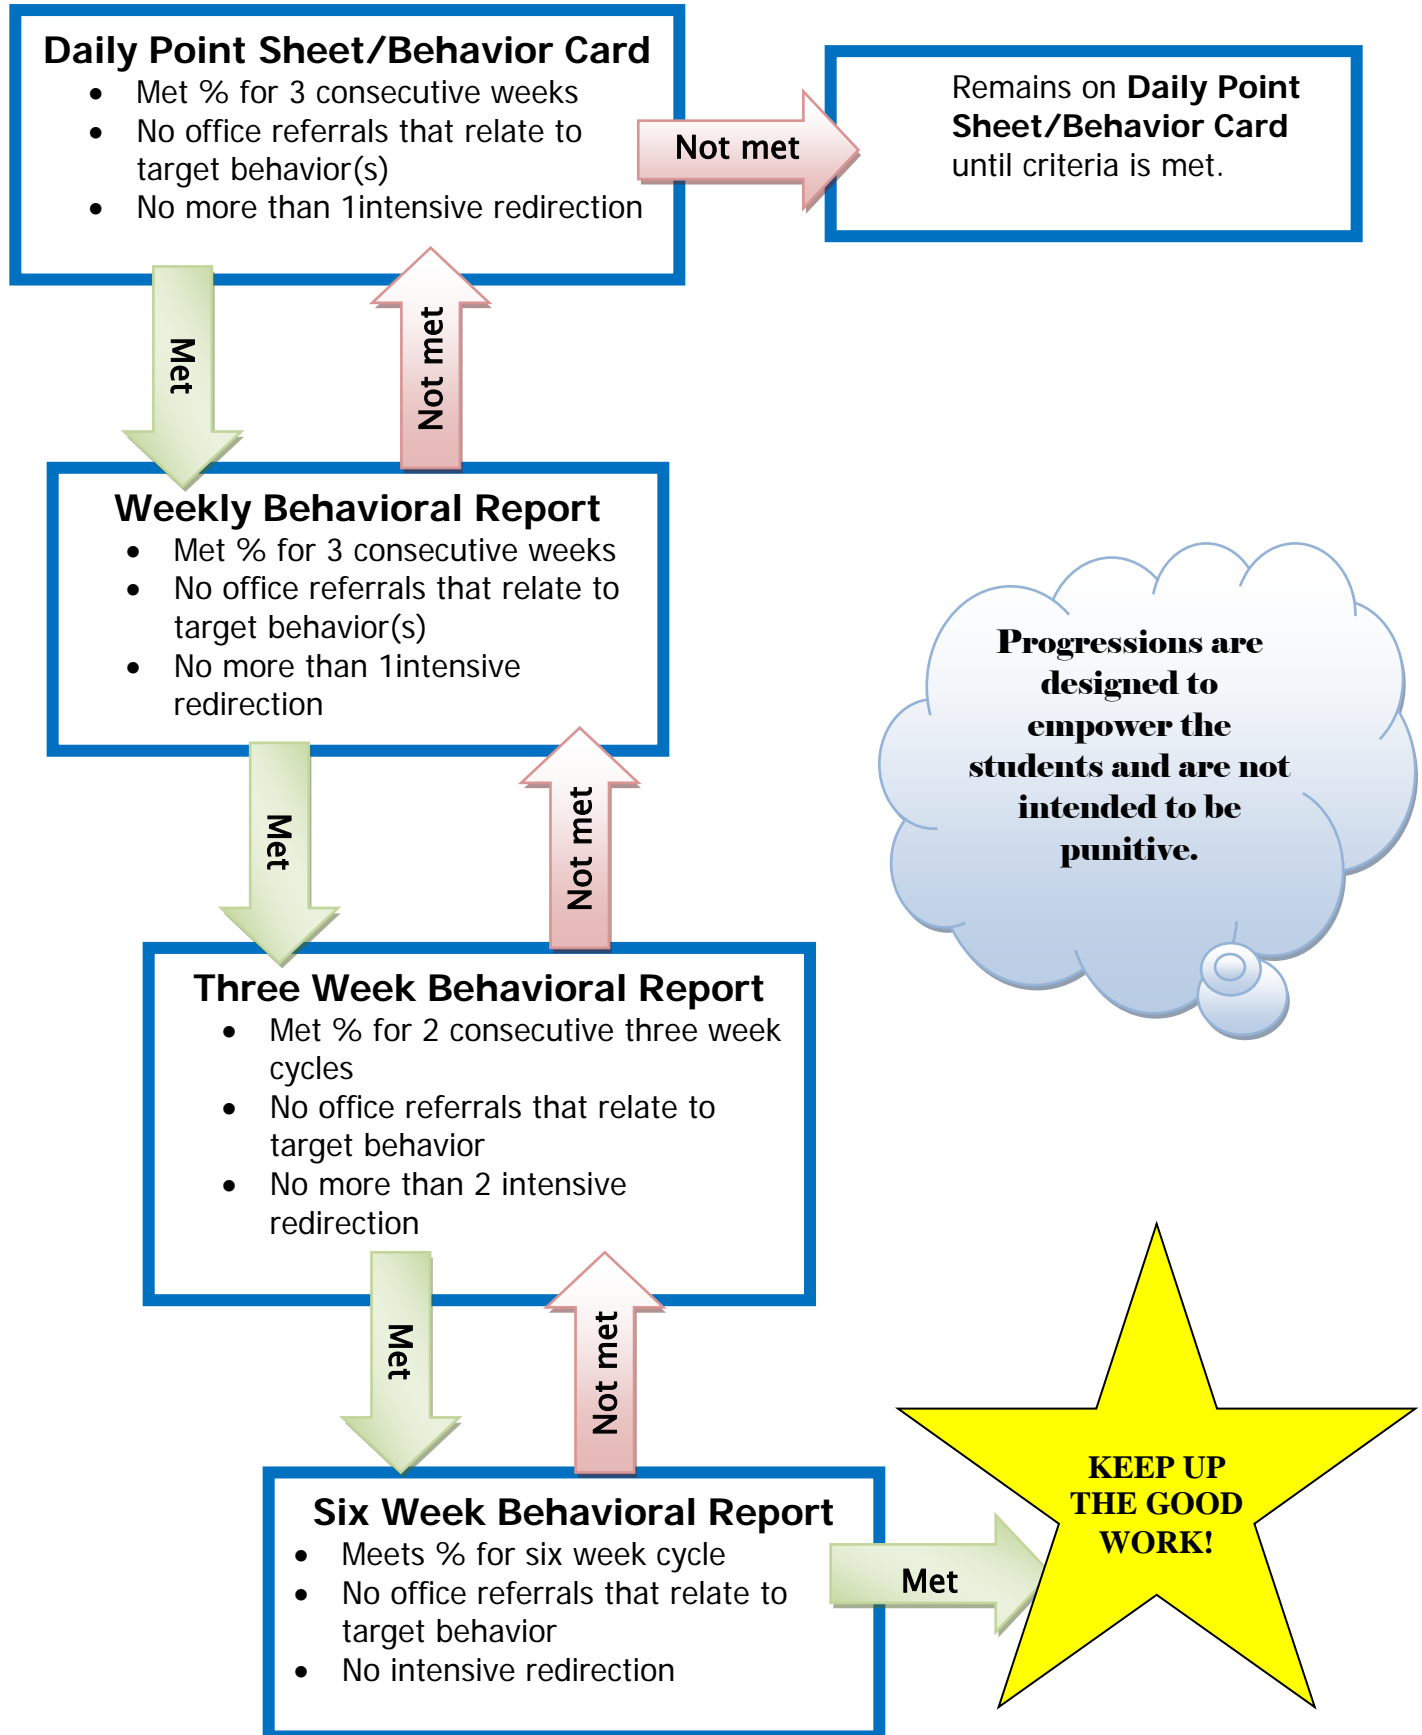 Daily Point Sheet/Behavior Card
• Met % for 3 consecutive weeks
• No office referrals that relate to
target behavior(s)
• No more than 1intensive redirection
Not met
Remains on Daily Point
Sheet/Behavior Card
until criteria is met.
Met
Not met
Weekly Behavioral Report
• Met % for 3 consecutive weeks
• No office referrals that relate to
target behavior(s)
• No more than 1intensive
redirection
Progressions are
designed to
empower the
students and are not
intended to be
punitive.
Met
Not met
Three Week Behavioral Report
• Met % for 2 consecutive three week
cycles
• No office referrals that relate to
target behavior
• No more than 2 intensive
redirection
Met
Not met
Six Week Behavioral Report
• Meets % for six week cycle
• No office referrals that relate to
target behavior
• No intensive redirection
Met
KEEP UP
THE GOOD
WORK!